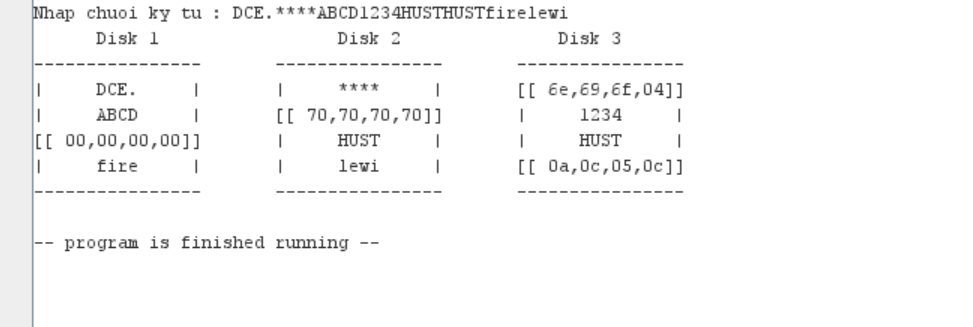 Nhap chuoi ky tu : DCE.****ABCD1234HUSTHUSTfirelewi
Disk 1 Disk 2 Disk 3
--------------- --------------- ---------------
| DCE. | | **** | [[ 6e,69,6f,04]]
| ABCD | [[ 70,70,70,70]] | 1234 |
[[ 00,00,00,00]] | HUST | | HUST |
| fire | | lewi | [[ 0a,0c,05,0c]]
--------------- --------------- ---------------
-- program is finished running --